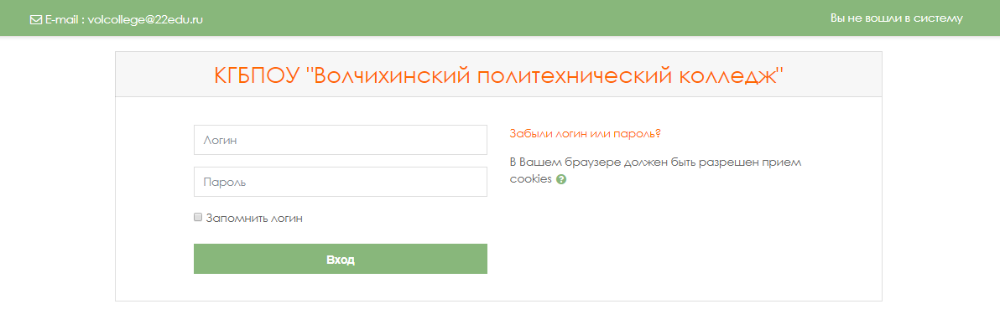 E-mail : volcollege@22edu.ru
Вы не вошли в систему
КГБПОУ "Волчихинский политехнический колледж"
Логин
Пароль
Запомнить логин
Вход
Забыли логин или пароль?
В Вашем браузере должен быть разрешен прием
cookies